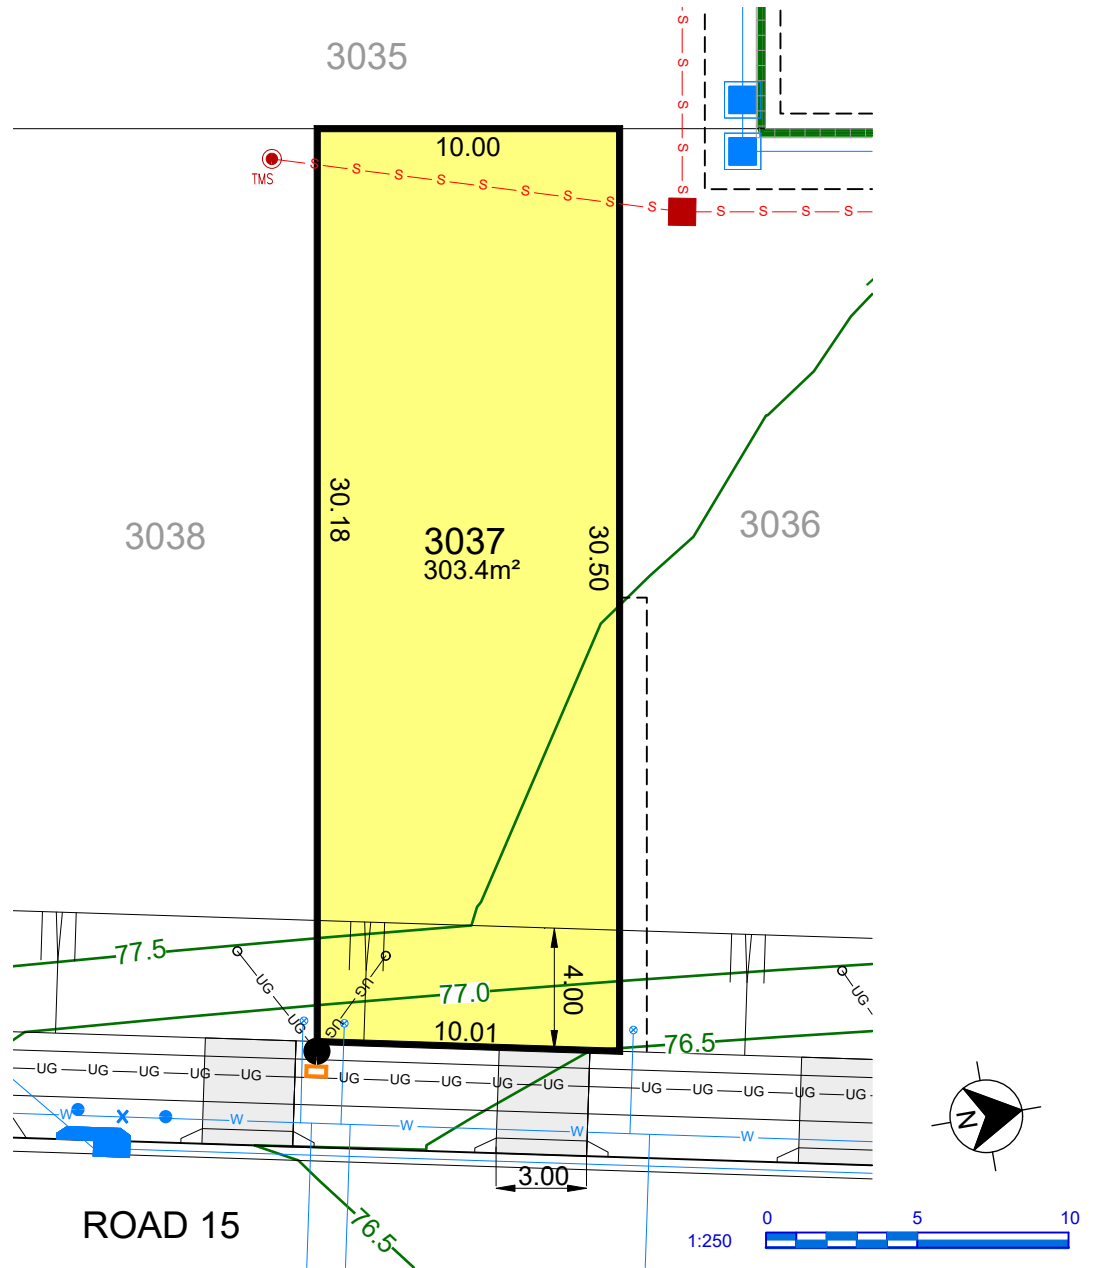 3035
S
S
S
S
S
10.00
TMS
S S S S S S S S S
S S S S
30.18
3038
3037
303.4m²
30.50
3036
77.5
UG
UG
UG
UG
77.0
4.00
10.01
UG
76.5
UG UG UG UG UG UG UG UG UG UG UG UG UG UG
W W W W W
3.00
ROAD 15
76.5
N
1:250
0 5 10